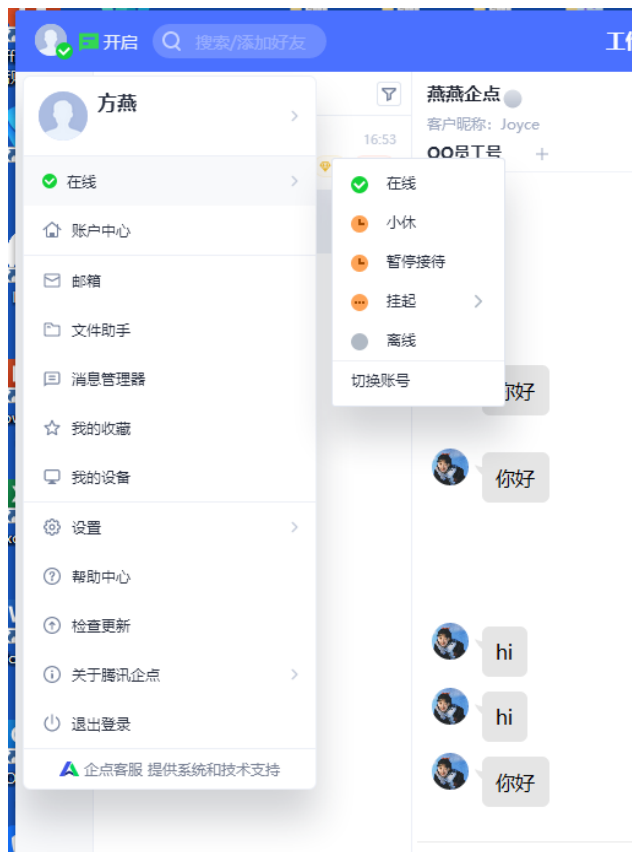 开启
搜索/添加好友
方燕
16:53
在线
账户中心
邮箱
文件助手
消息管理器
我的收藏
我的设备
设置
帮助中心
检查更新
关于腾讯企点
退出登录
企点客服 提供系统和技术支持
在线
小休
暂停接待
挂起
离线
切换账号
燕燕企点
客户昵称: Joyce
QQ员工号 +
你好
你好
hi
hi
你好